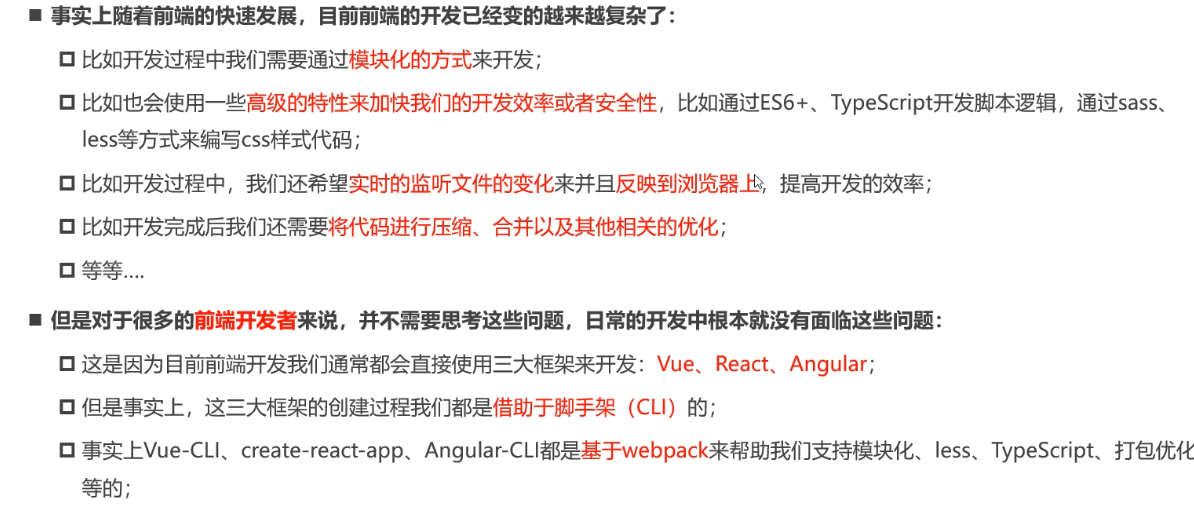 ■ 事实上随着前端的快速发展，目前前端的开发已经变的越来越复杂了：
比如开发过程中我们需要通过模块化的方式来开发；
比如也会使用一些高级的特性来加快我们的开发效率或者安全性，比如通过ES6+、TypeScript开发脚本逻辑，通过sass、
less等方式来编写css样式代码；
比如开发过程中，我们还希望实时的监听文件的变化来并且反映到浏览器上，提高开发的效率；
比如开发完成后我们还需要将代码进行压缩、合并以及其他相关的优化；
等等....
■ 但是对于很多的前端开发者来说，并不需要思考这些问题，日常的开发中根本就没有面临这些问题：
这是因为目前前端开发我们通常都会直接使用三大框架来开发：Vue、React、Angular；
但是事实上，这三大框架的创建过程我们都是借助于脚手架（CLI）的；
事实上Vue-CLI、create-react-app、Angular-CLI都是基于webpack来帮助我们支持模块化、less、TypeScript、打包优化
等的；